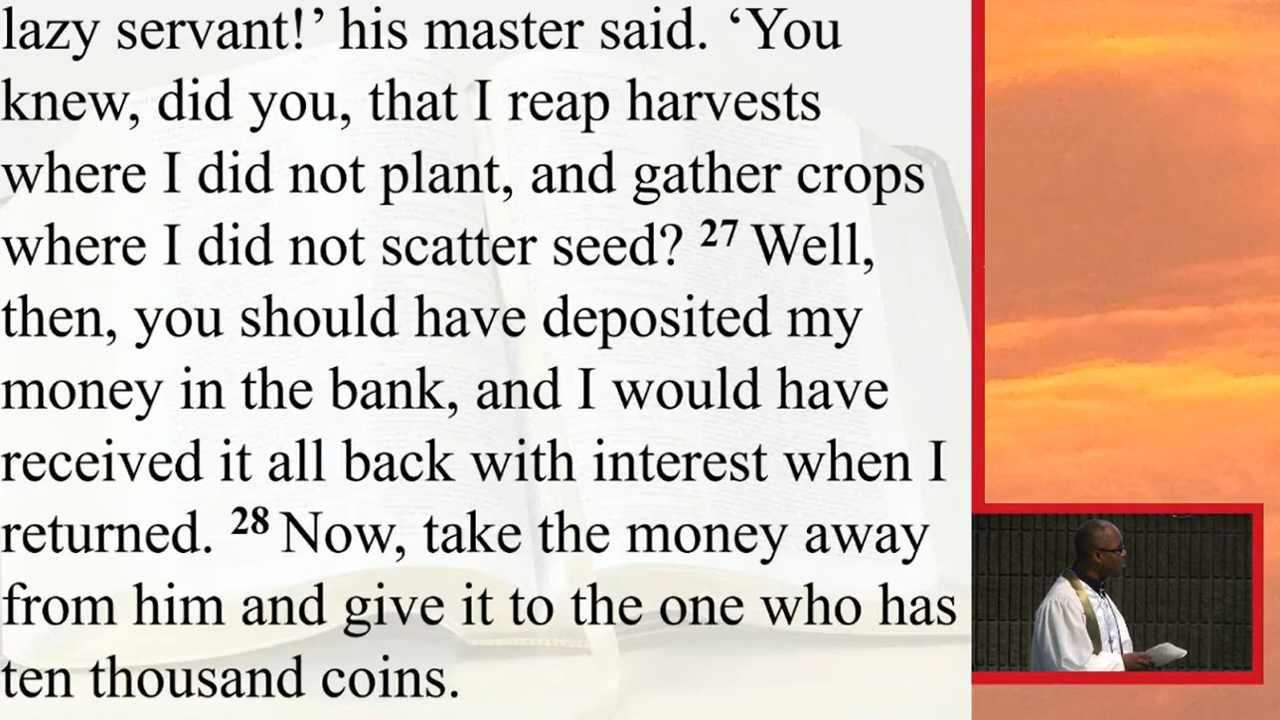 lazy servant!’ his master said. ‘You
knew, did you, that I reap harvests
where I did not plant, and gather crops
where I did not scatter seed? 27 Well,
then, you should have deposited my
money in the bank, and I would have
received it all back with interest when I
returned. 28 Now, take the money away
from him and give it to the one who has
ten thousand coins.